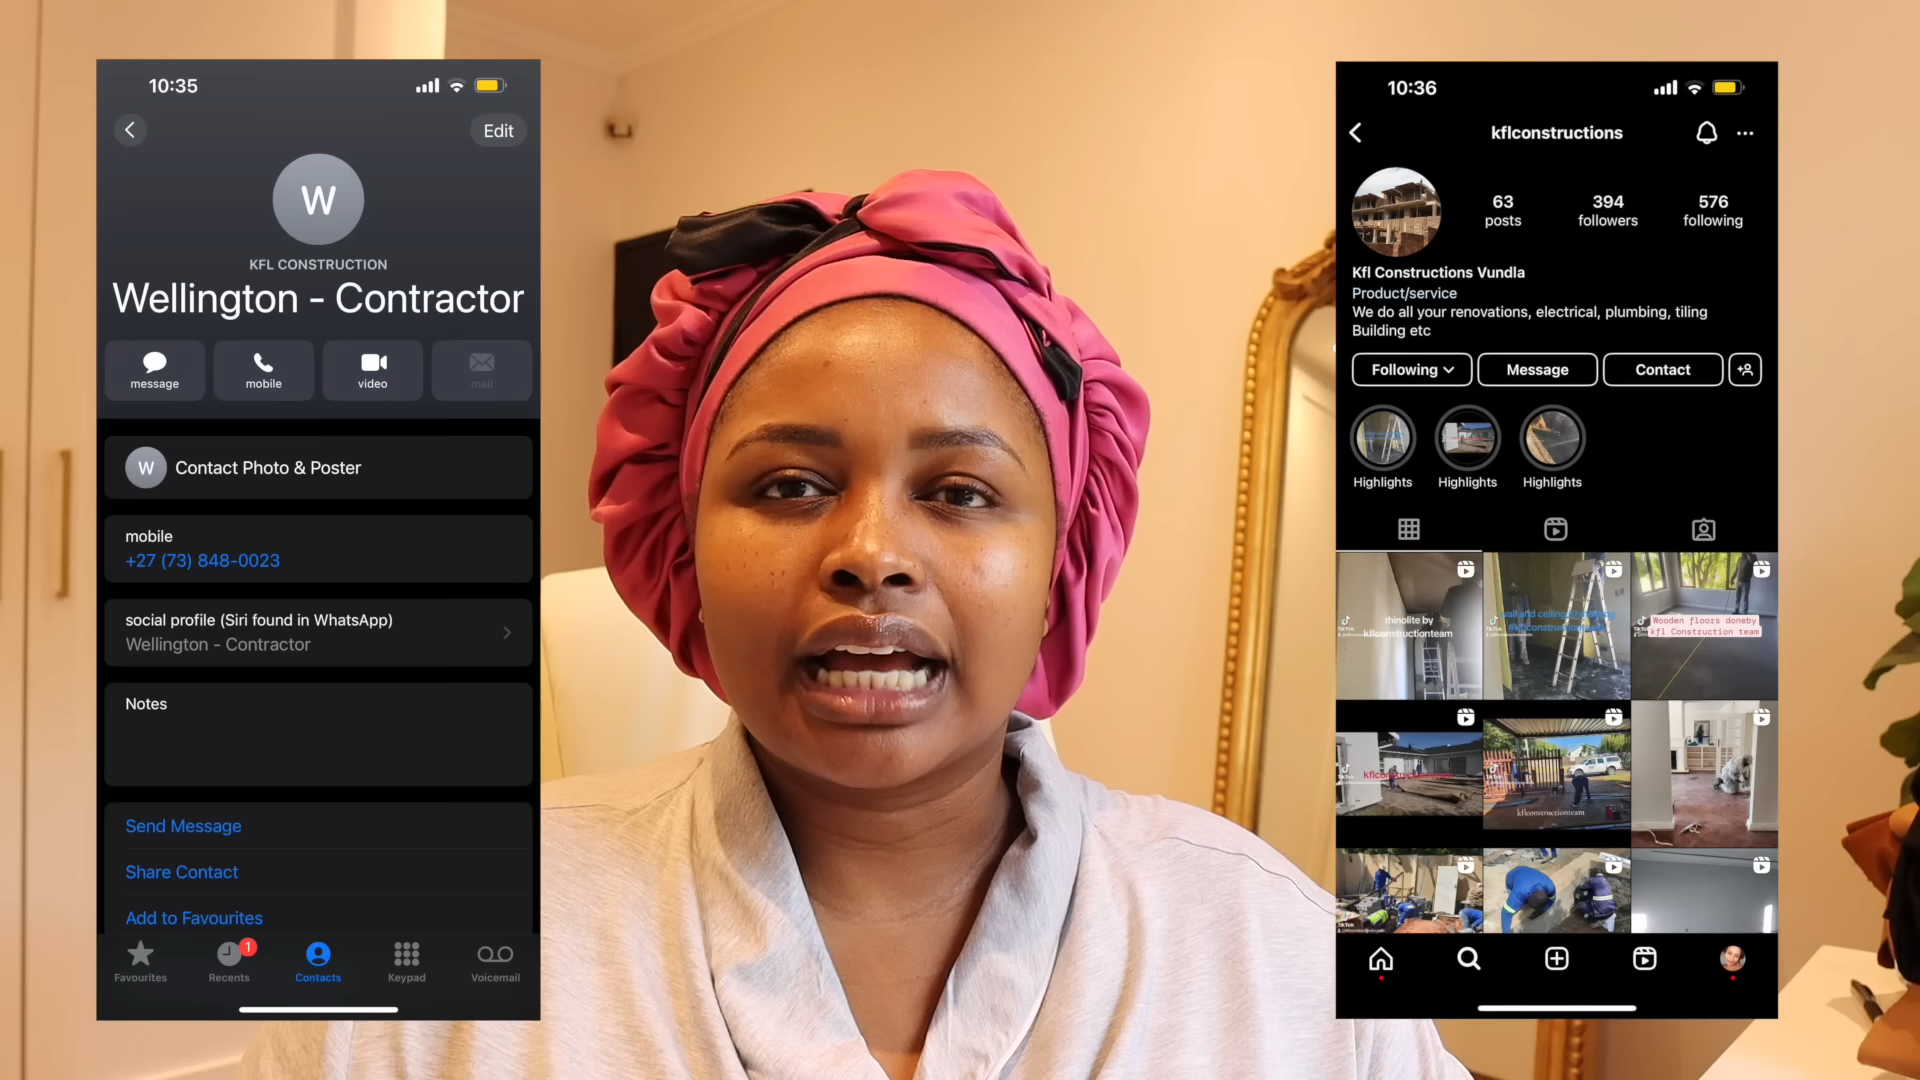 10:35
Edit
W
KFL CONSTRUCTION
Wellington - Contractor
message
mobile
video
mail
W
Contact Photo & Poster
mobile
+27 (73) 848-0023
social profile (Siri found in WhatsApp)
Wellington - Contractor
Notes
Send Message
Share Contact
Add to Favourites
1
Favourites
Recents
Contacts
Keypad
Voicemail
10:36
kflconstructions
63
posts
394
followers
576
following
Kfl Constructions Vundla
Product/service
We do all your renovations, electrical, plumbing, tiling
Building etc
Following
Message
Contact
Highlights
Highlights
Highlights
rhinolite by
kflconstructionteam
Wooden floors doneby
kfl Construction team
kflconstructionteam